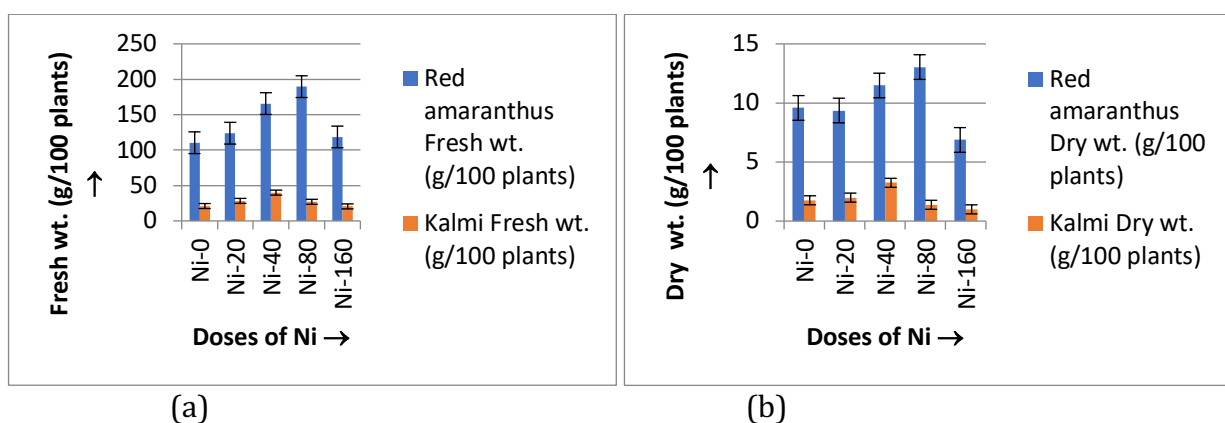 Fresh wt. (g/100 plants)
→
250
200
150
100
50
0
Ni-0
Ni-20
Ni-40
Ni-80
Ni-160
Doses of Ni →
Red
amaranthus
Fresh wt.
(g/100 plants)
Kalmi Fresh wt.
(g/100 plants)
(a)
Dry wt. (g/100 plants)
→
15
10
5
0
Ni-0
Ni-20
Ni-40
Ni-80
Ni-160
Doses of Ni →
Red
amaranthus
Dry wt. (g/100
plants)
Kalmi Dry wt.
(g/100 plants)
(b)